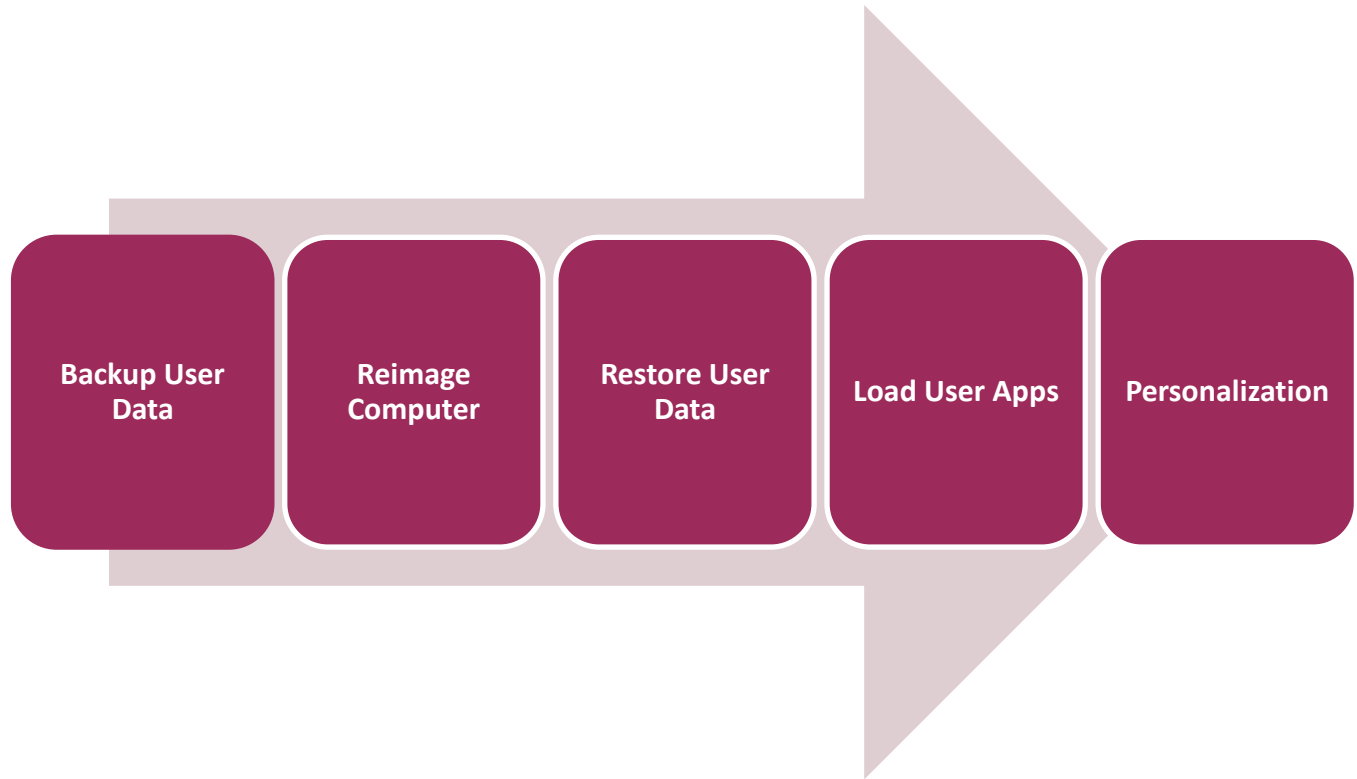 Backup User
Data
Reimage
Computer
Restore User
Data
Load User Apps
Personalization